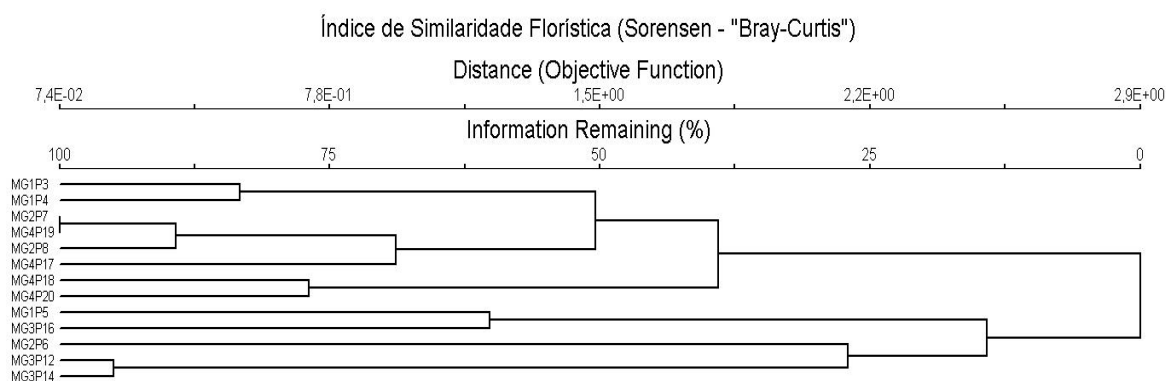 Índice de Similaridade Florística (Sorensen - "Bray-Curtis")
Distance (Objective Function)
7,4E-02 7,8E-01 1,5E+00 2,2E+00 2,9E+00
Information Remaining (%)
100 75 50 25 0
MG1P3
MG1P4
MG2P7
MG4P19
MG2P8
MG4P17
MG4P18
MG4P20
MG1P5
MG3P16
MG2P6
MG3P12
MG3P14